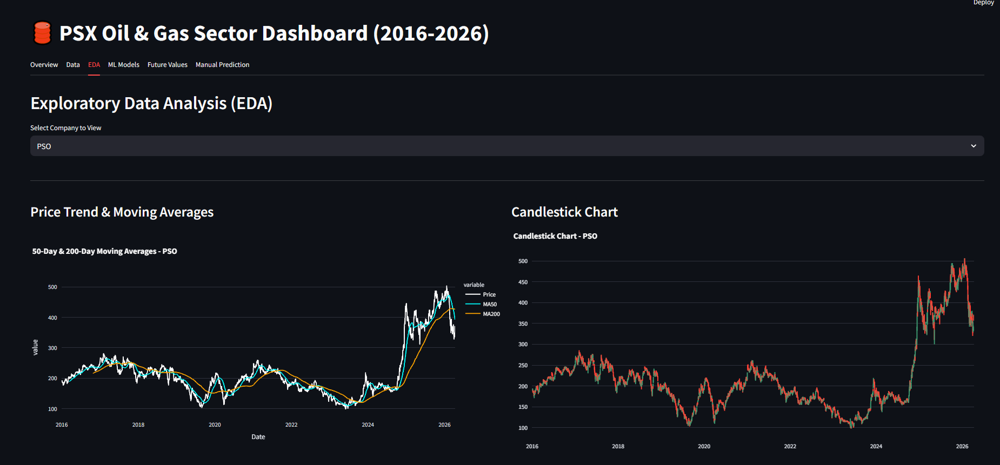 Deploy
PSX Oil & Gas Sector Dashboard (2016-2026)
Overview Data EDA ML Models Future Values Manual Prediction
Exploratory Data Analysis (EDA)
Select Company to View
PSO
Price Trend & Moving Averages
50-Day & 200-Day Moving Averages - PSO
variable
Price
MA50
MA200
value
500
400
300
200
100
2016 2018 2020 2022 2024 2026
Date
Candlestick Chart
Candlestick Chart - PSO
500
450
400
350
300
250
200
150
100
2016 2018 2020 2022 2024 2026